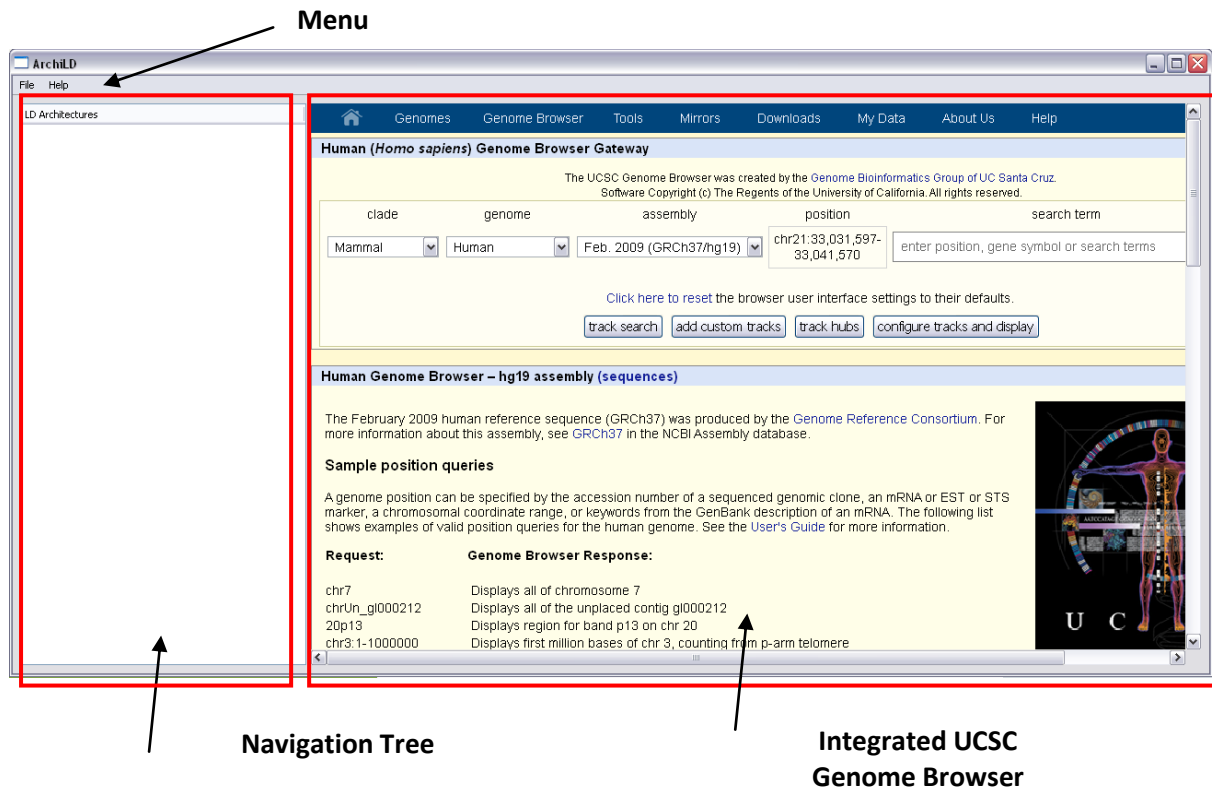 Menu
ArchiLD
File Help
LD Architectures
Genomes Genome Browser Tools Mirrors Downloads My Data About Us Help
Human (Homo sapiens) Genome Browser Gateway
The UCSC Genome Browser was created by the Genome Bioinformatics Group of UC Santa Cruz.
Software Copyright (c) The Regents of the University of California. All rights reserved.
clade genome assembly position search term
Mammal Human Feb. 2009 (GRCh37/hg19) chr21:33,031,597-
33,041,570 enter position, gene symbol or search terms
Click here to reset the browser user interface settings to their defaults.
track search add custom tracks track hubs configure tracks and display
Human Genome Browser – hg19 assembly (sequences)
The February 2009 human reference sequence (GRCh37) was produced by the Genome Reference Consortium. For
more information about this assembly, see GRCh37 in the NCBI Assembly database.
Sample position queries
A genome position can be specified by the accession number of a sequenced genomic clone, an mRNA or EST or STS
marker, a chromosomal coordinate range, or keywords from the GenBank description of an mRNA. The following list
shows examples of valid position queries for the human genome. See the User's Guide for more information.
Request: Genome Browser Response:
chr7 Displays all of chromosome 7
chrUn_gl000212 Displays all of the unplaced contig gl000212
20p13 Displays region for band p13 on chr 20
chr3:1-1000000 Displays first million bases of chr 3, counting from p-arm telomere
U C
Navigation Tree
Integrated UCSC
Genome Browser